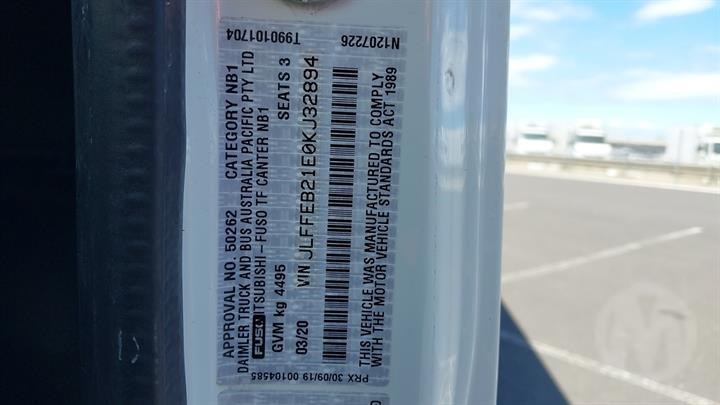 T990101704
APPROVAL NO. 50262 CATEGORY NB1
DAIMLER TRUCK AND BUS AUSTRALIA PACIFIC PTY LTD
FUSO ITSUBISHI-FUSO TF CANTER NB1
GVM kg 4495 SEATS 3
03/20 VIN JLFFEB21E0KJ32894
THIS VEHICLE WAS MANUFACTURED TO COMPLY
WITH THE MOTOR VEHICLE STANDARDS ACT 1989
N1207226
PRX 30/09/19 00104585
M